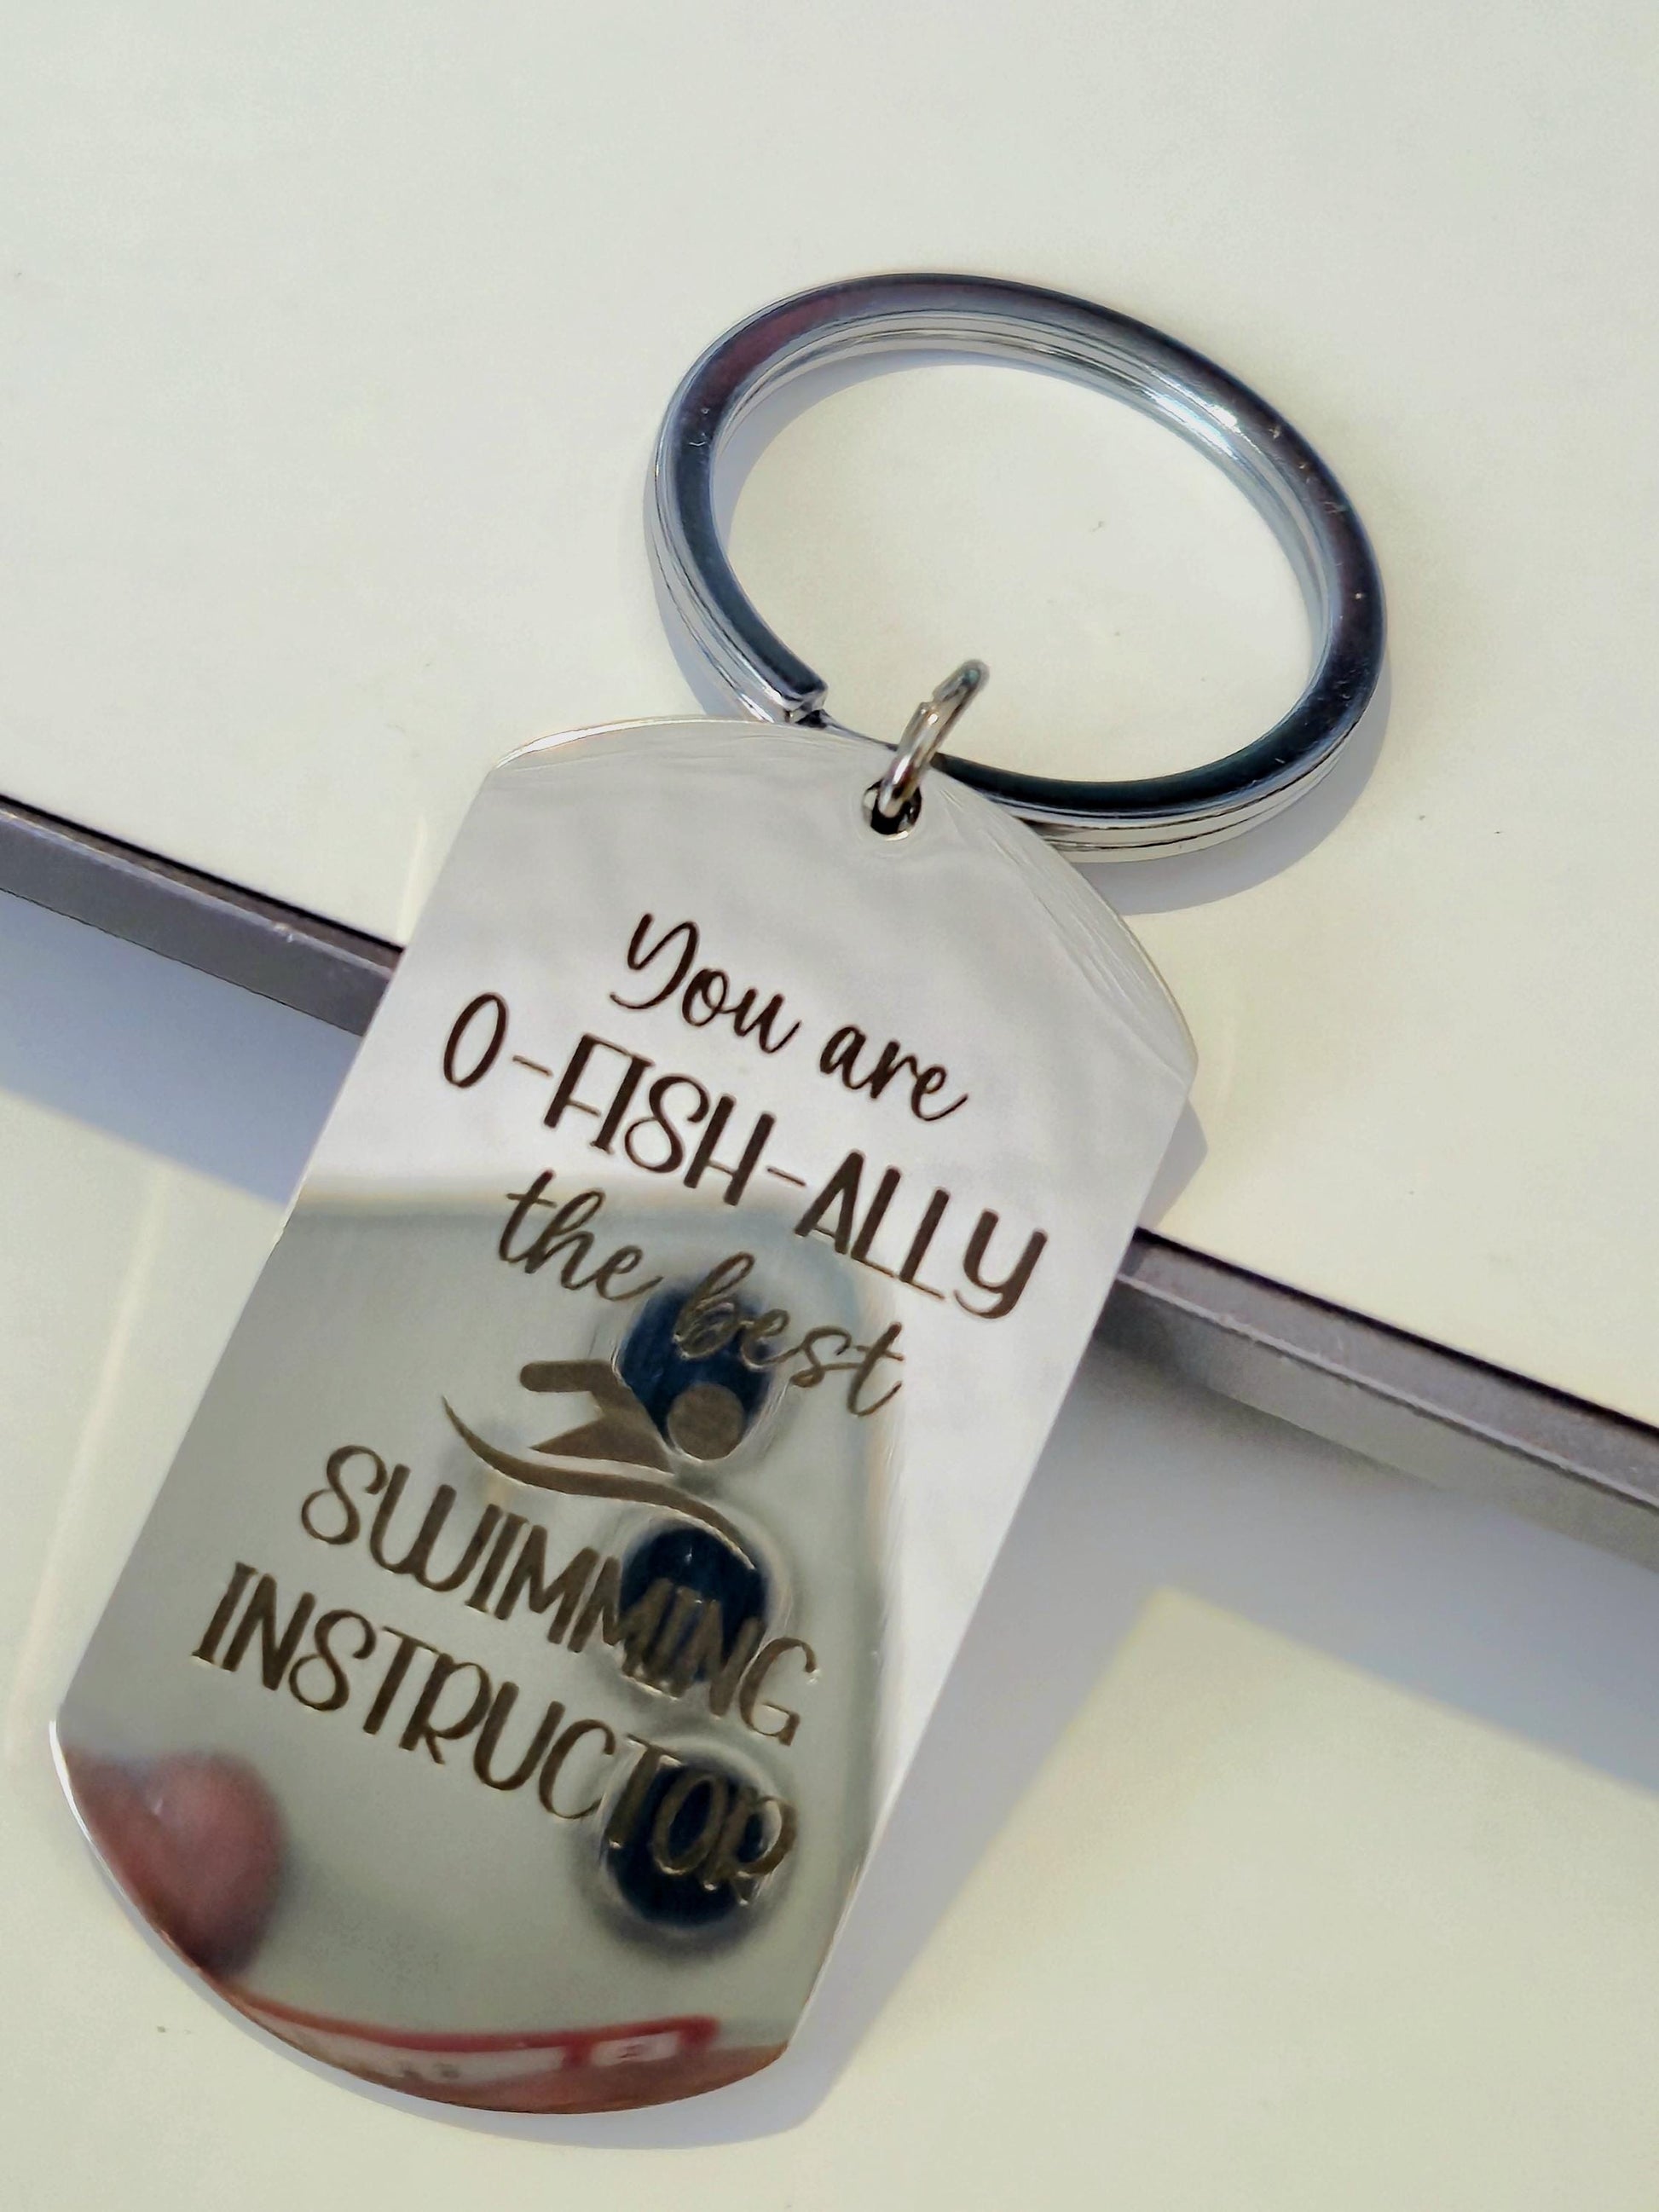 You are
O-FISH-ALLY
the best
SWIMMING
INSTRUCTOR